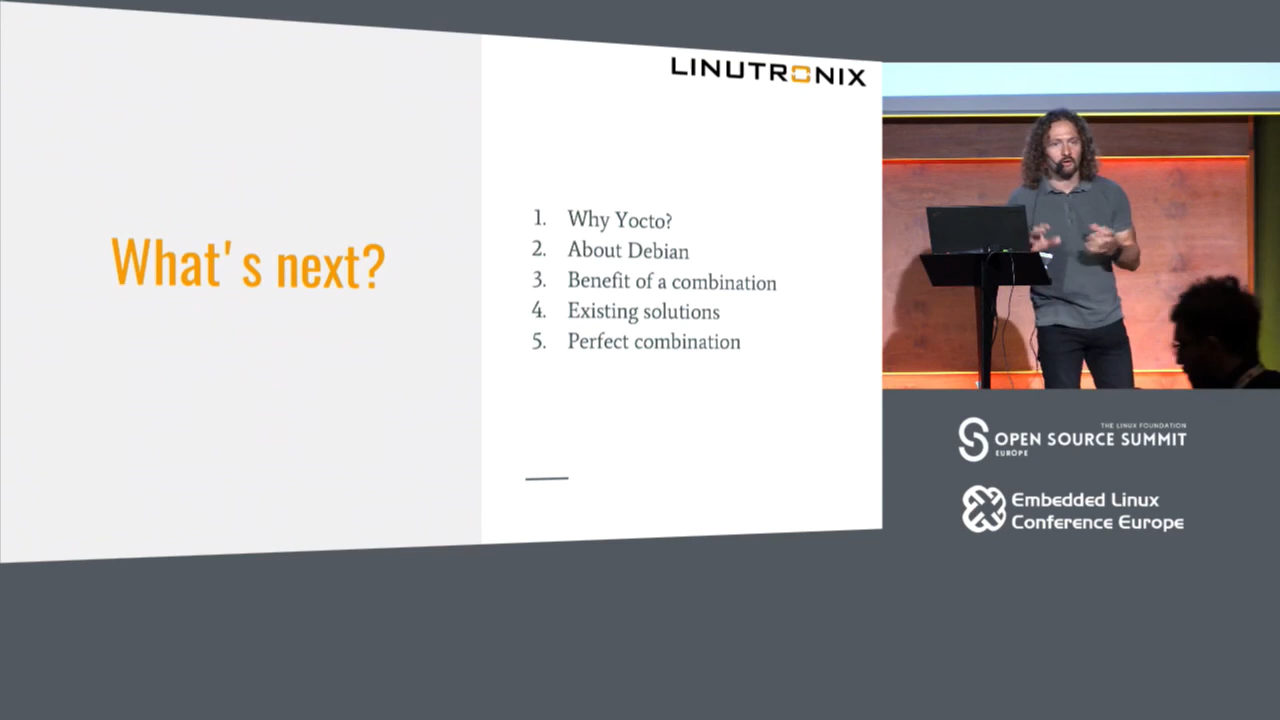 What's next?
LINUTRONIX
1. Why Yocto?
2. About Debian
3. Benefit of a combination
4. Existing solutions
5. Perfect combination
THE LINUX FOUNDATION
OPEN SOURCE SUMMIT
EUROPE
Embedded Linux
Conference Europe